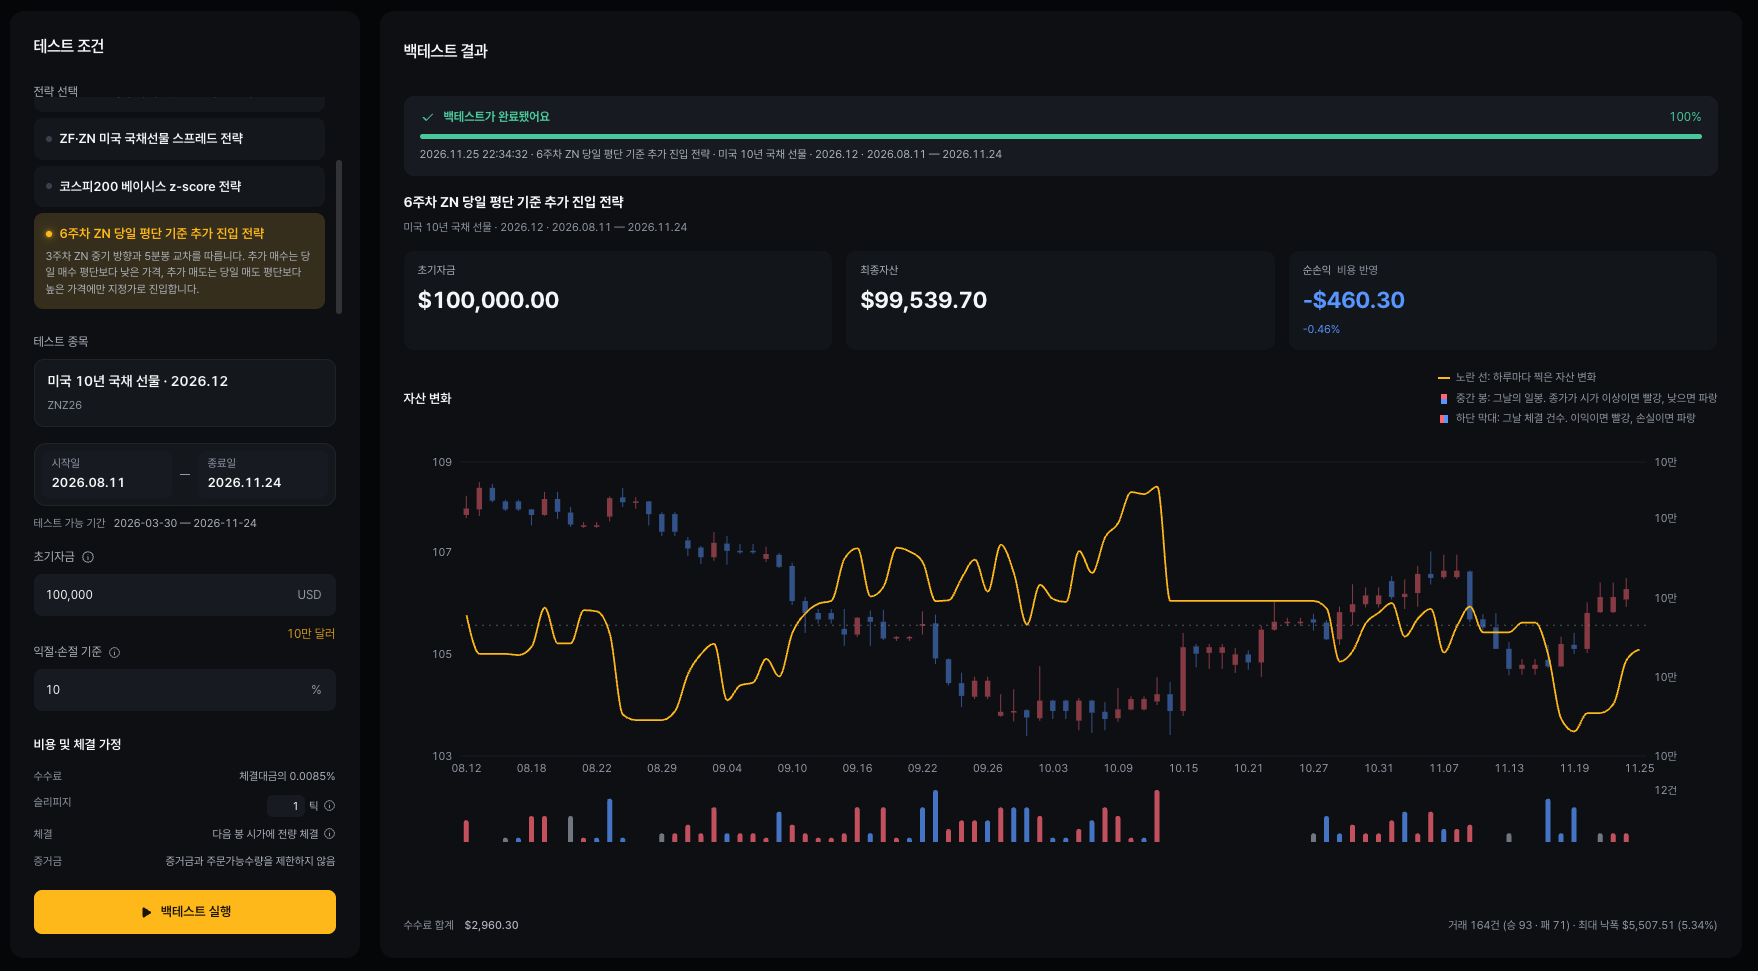 테스트 조건
전략 선택
ZF·ZN 미국 국채선물 스프레드 전략
코스피200 베이시스 z-score 전략
6주차 ZN 당일 평단 기준 추가 진입 전략
3주차 ZN 중기 방향과 5분봉 교차를 따릅니다. 추가 매수는 당
일 매수 평단보다 낮은 가격, 추가 매도는 당일 매도 평단보다
높은 가격에만 지정가로 진입합니다.
테스트 종목
미국 10년 국채 선물 · 2026.12
ZNZ26
시작일
2026.08.11
—
종료일
2026.11.24
테스트 가능 기간 2026-03-30 — 2026-11-24
초기자금
100,000 USD
10만 달러
익절·손절 기준
10 %
비용 및 체결 가정
수수료 체결대금의 0.0085%
슬리피지 1 틱
체결 다음 봉 시가에 전량 체결
증거금 증거금과 주문가능수량을 제한하지 않음
백테스트 실행
백테스트 결과
백테스트가 완료됐어요 100%
2026.11.25 22:34:32 · 6주차 ZN 당일 평단 기준 추가 진입 전략 · 미국 10년 국채 선물 · 2026.12 · 2026.08.11 — 2026.11.24
6주차 ZN 당일 평단 기준 추가 진입 전략
미국 10년 국채 선물 · 2026.12 · 2026.08.11 — 2026.11.24
초기자금
$100,000.00
최종자산
$99,539.70
순손익 비용 반영
-$460.30
-0.46%
자산 변화
노란 선: 하루마다 찍은 자산 변화
중간 봉: 그날의 일봉. 종가가 시가 이상이면 빨강, 낮으면 파랑
하단 막대: 그날 체결 건수. 이익이면 빨강, 손실이면 파랑
109 10만
10만
107
10만
105
10만
103 10만
08.12 08.18 08.22 08.29 09.04 09.10 09.16 09.22 09.26 10.03 10.09 10.15 10.21 10.27 10.31 11.07 11.13 11.19 11.25
12건
수수료 합계 $2,960.30
거래 164건 (승 93 · 패 71) · 최대 낙폭 $5,507.51 (5.34%)